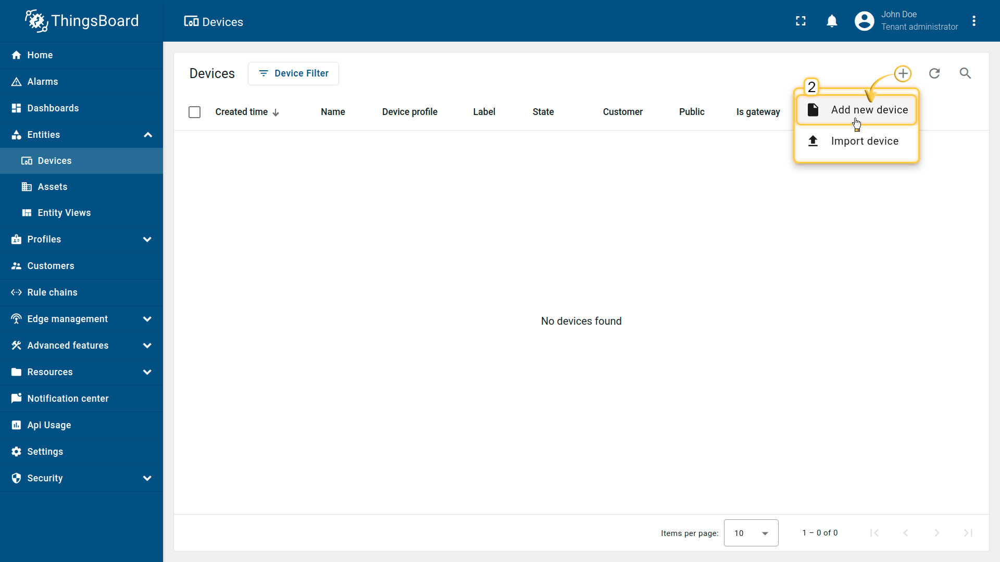 ThingsBoard
Devices
John Doe
Tenant administrator
Home
Alarms
Dashboards
Entities
Devices
Assets
Entity Views
Profiles
Customers
Rule chains
Edge management
Advanced features
Resources
Notification center
Api Usage
Settings
Security
Devices
Device Filter
2
Created time
Name
Device profile
Label
State
Customer
Public
Is gateway
Add new device
Import device
No devices found
Items per page:
10
1 – 0 of 0